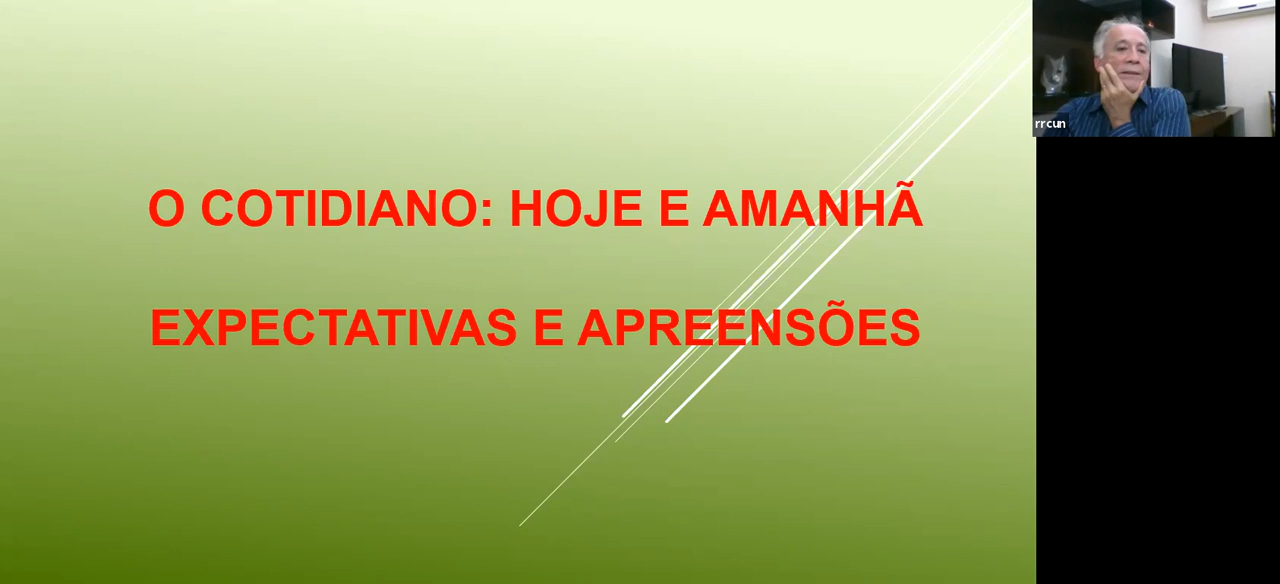 O COTIDIANO: HOJE E AMANHÃ
EXPECTATIVAS E APREENSÕES
rrcun